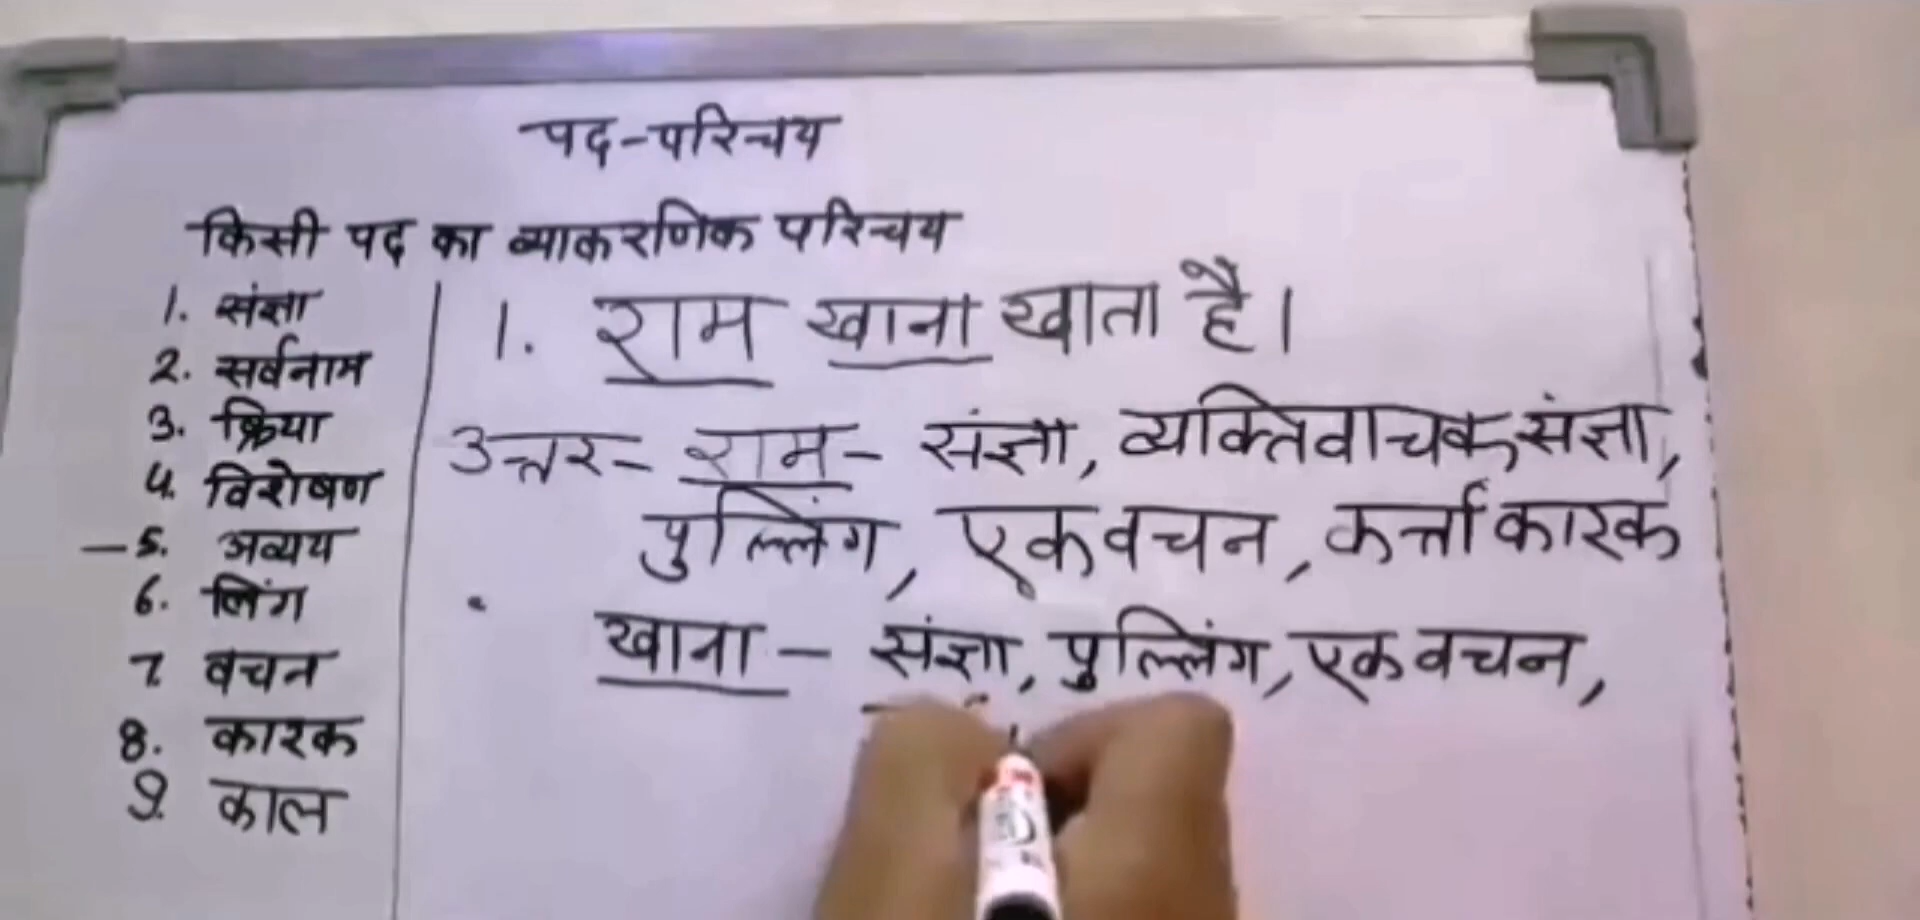 पद-परिचय
किसी पद का व्याकरणिक परिचय
1. संज्ञा
2. सर्वनाम
3. क्रिया
4. विशेषण
5. अव्यय
6. लिंग
7. वचन
8. कारक
9. काल
1. राम खाना खाता है।
उत्तर- राम- संज्ञा, व्यक्तिवाचक संज्ञा,
पुल्लिंग, एकवचन, कर्त्ता कारक
खाना - संज्ञा, पुल्लिंग, एकवचन,